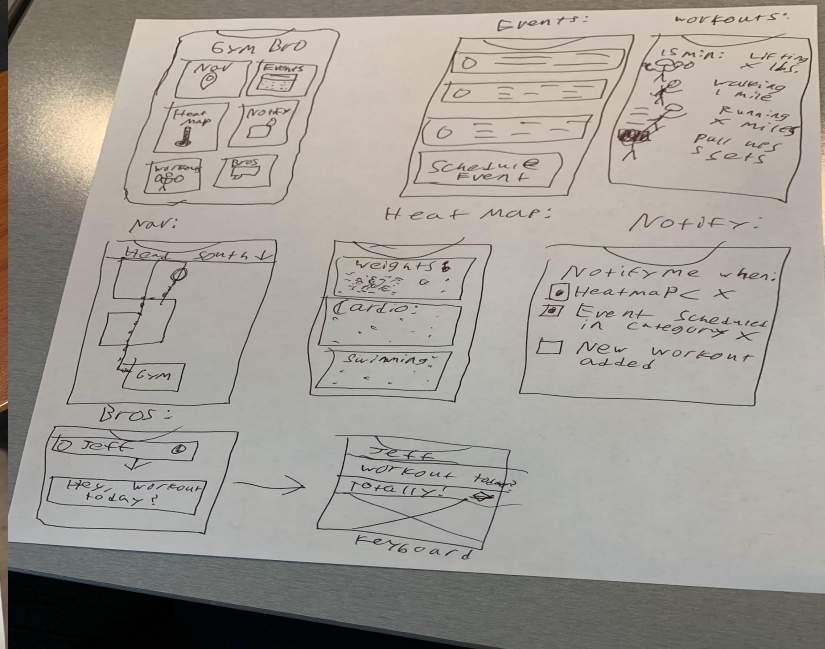 Gym Bro
Nav
Events
Heat
Map
Notify
Workout
Bros
Events:
Schedule
Event
Workouts:
15 min:
Lifting
X lbs.
Walking
1 mile
Running
X miles
Pull ups
5 sets
Nav:
Head South ↓
Gym
Heat Map:
Weights:
Cardio:
Swimming:
Notify:
Notify me when:
Heatmap < X
Event Scheduled
in category X
New workout
added
Bros:
Jeff
Hey, workout
today?
Jeff
workout today?
Totally!
Keyboard